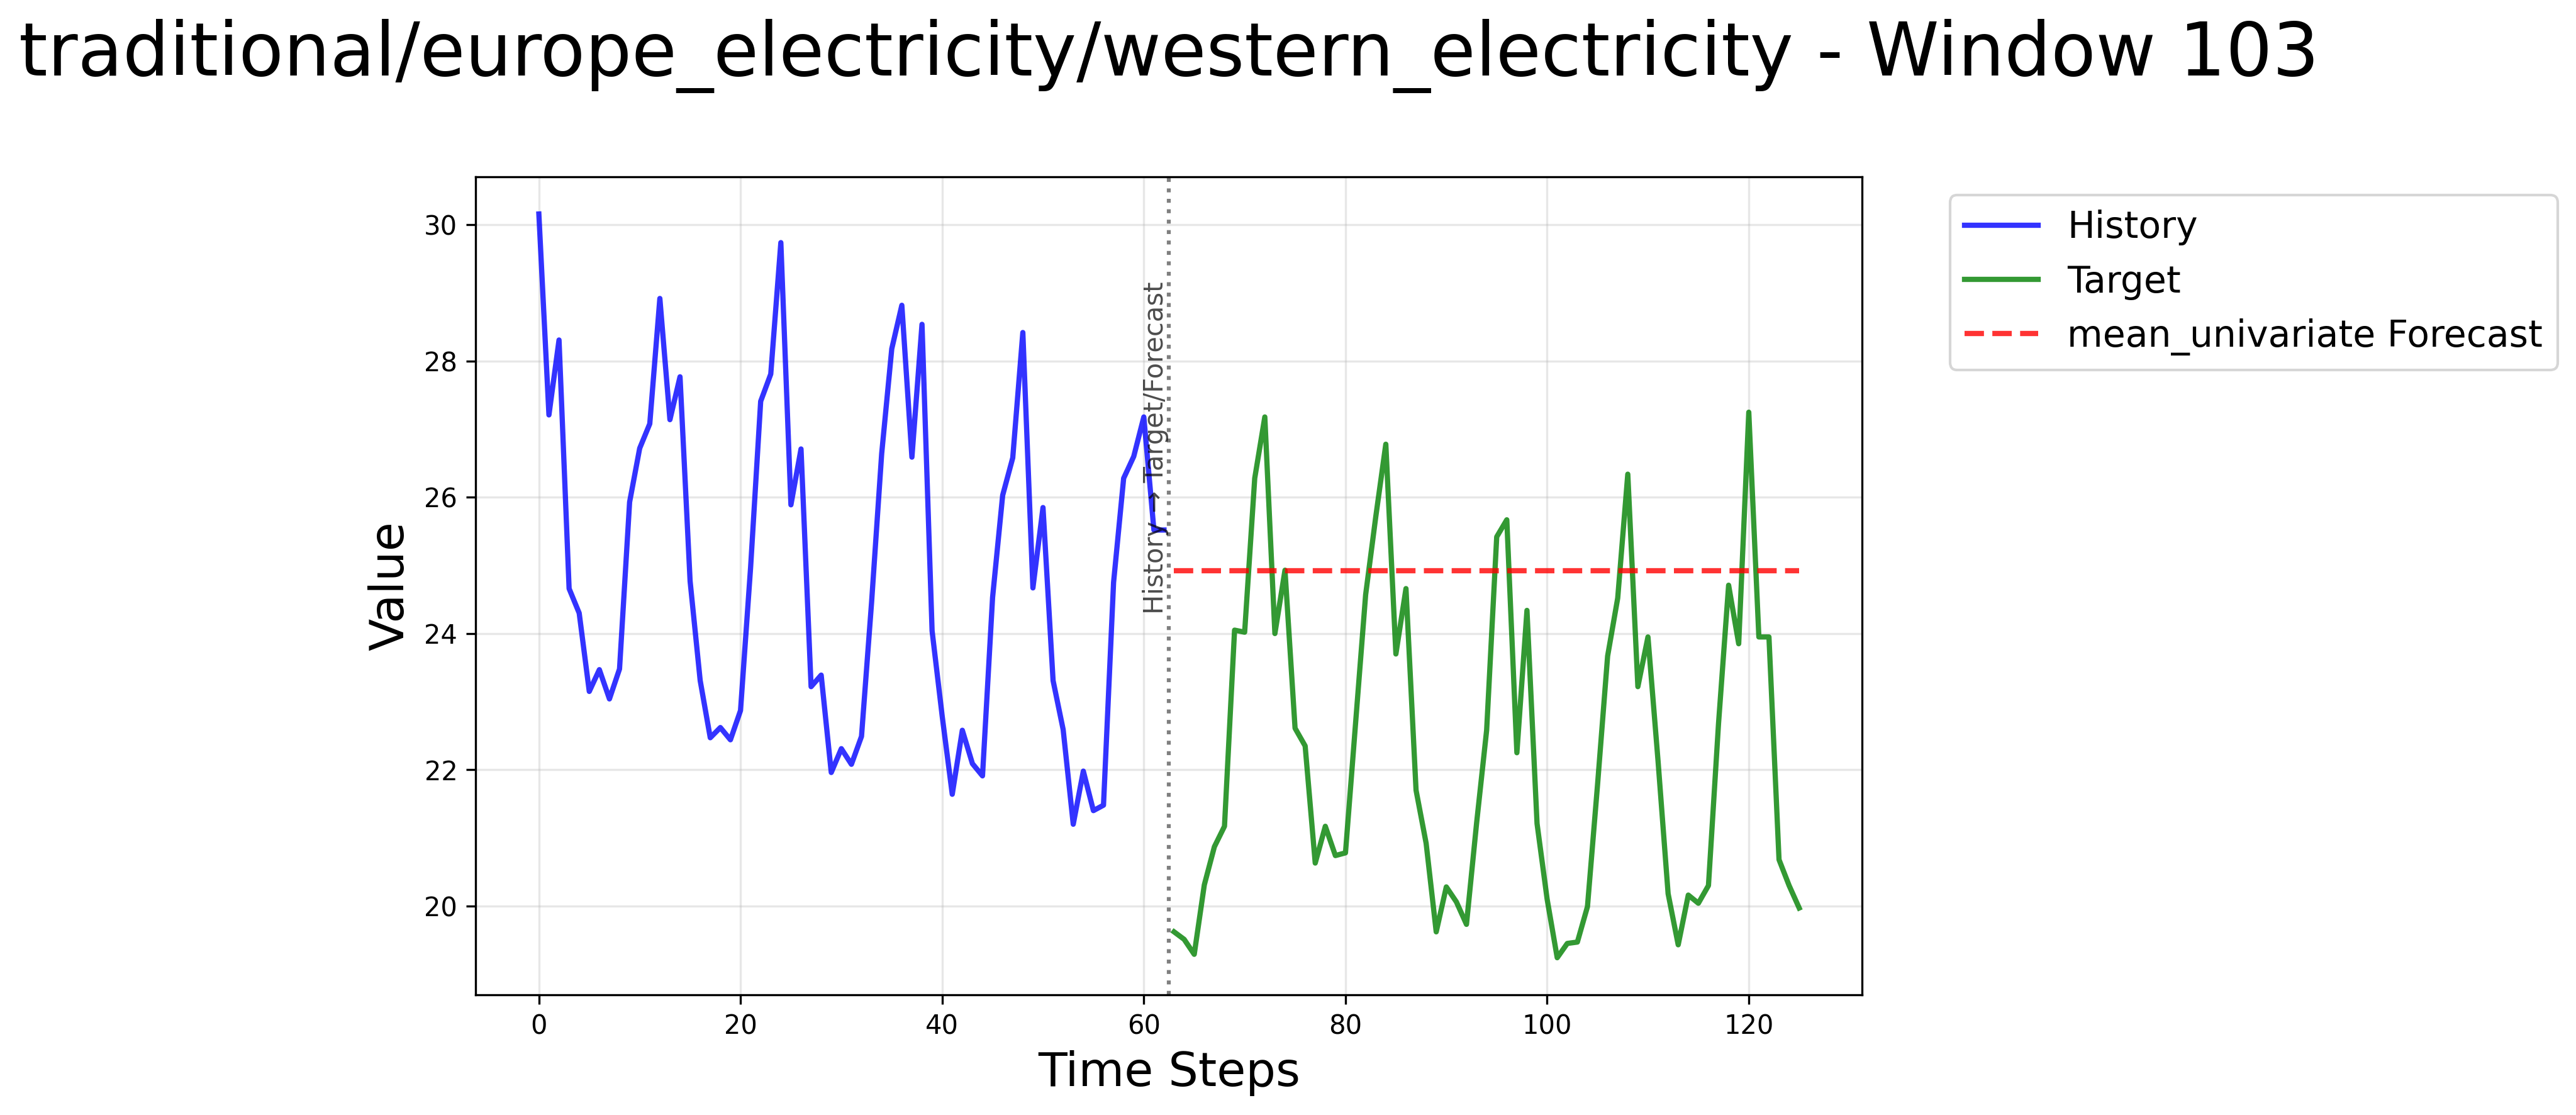 traditional/europe_electricity/western_electricity - Window 103
History
Target
mean_univariate Forecast
History → Target/Forecast
Value
30
28
26
24
22
20
0
20
40
60
80
100
120
Time Steps